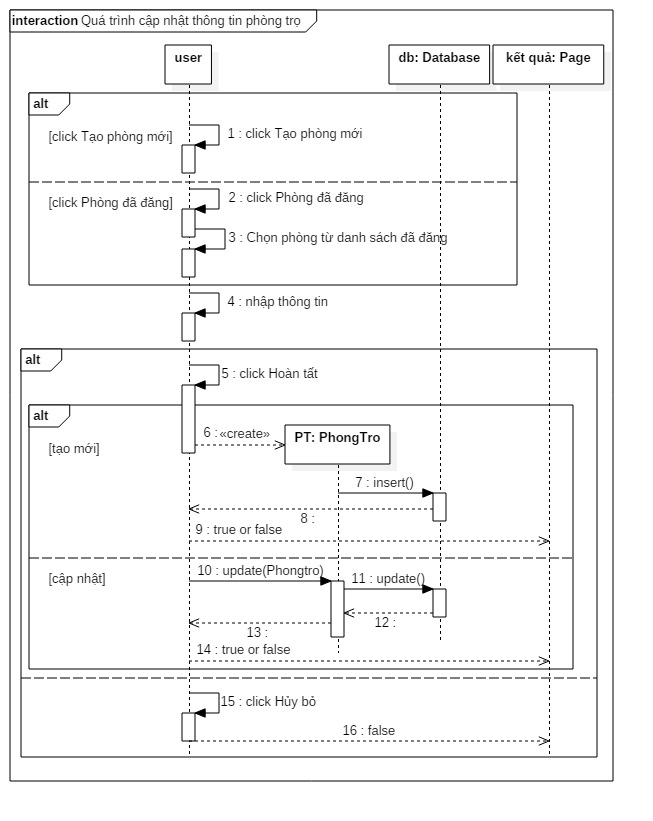 interaction Quá trình cập nhật thông tin phòng trọ
user
db: Database
kết quả: Page
alt
[click Tạo phòng mới]
1 : click Tạo phòng mới
[click Phòng đã đăng]
2 : click Phòng đã đăng
3 : Chọn phòng từ danh sách đã đăng
4 : nhập thông tin
alt
5 : click Hoàn tất
alt
[tạo mới]
6 : «create»
PT: PhongTro
7 : insert()
8 :
9 : true or false
[cập nhật]
10 : update(Phongtro)
11 : update()
12 :
13 :
14 : true or false
15 : click Hủy bỏ
16 : false